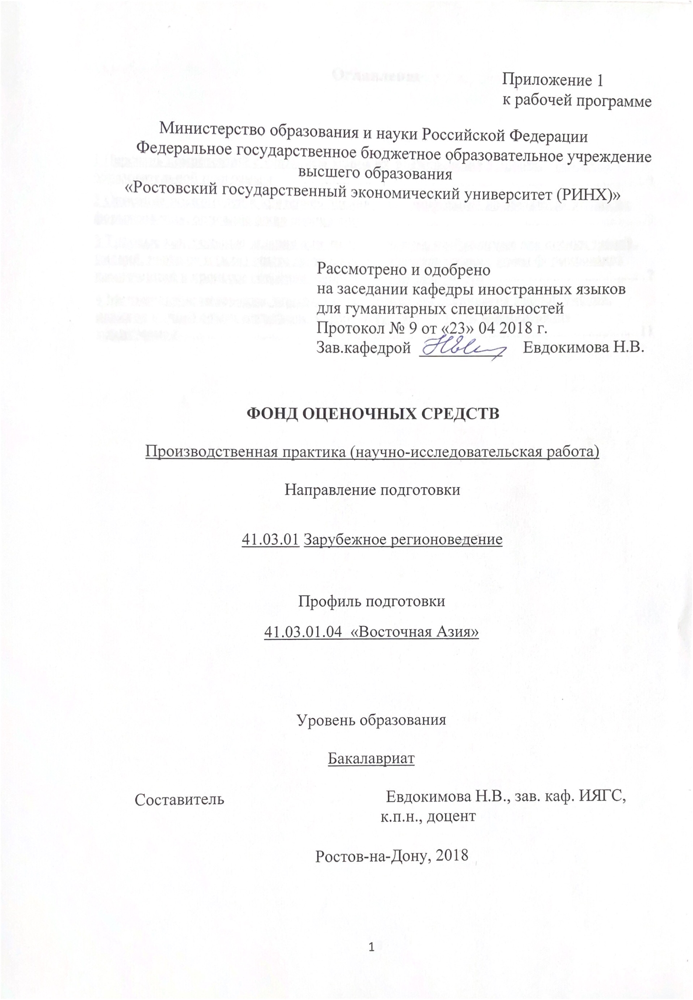 Приложение 1
к рабочей программе
Министерство образования и науки Российской Федерации
Федеральное государственное бюджетное образовательное учреждение
высшего образования
«Ростовский государственный экономический университет (РИНХ)»
Рассмотрено и одобрено
на заседании кафедры иностранных языков
для гуманитарных специальностей
Протокол № 9 от «23» 04 2018 г.
Зав.кафедрой Евдокимова Н.В.
ФОНД ОЦЕНОЧНЫХ СРЕДСТВ
Производственная практика (научно-исследовательская работа)
Направление подготовки
41.03.01 Зарубежное регионоведение
Профиль подготовки
41.03.01.04 «Восточная Азия»
Уровень образования
Бакалавриат
Составитель Евдокимова Н.В., зав. каф. ИЯГС,
к.п.н., доцент
Ростов-на-Дону, 2018
1